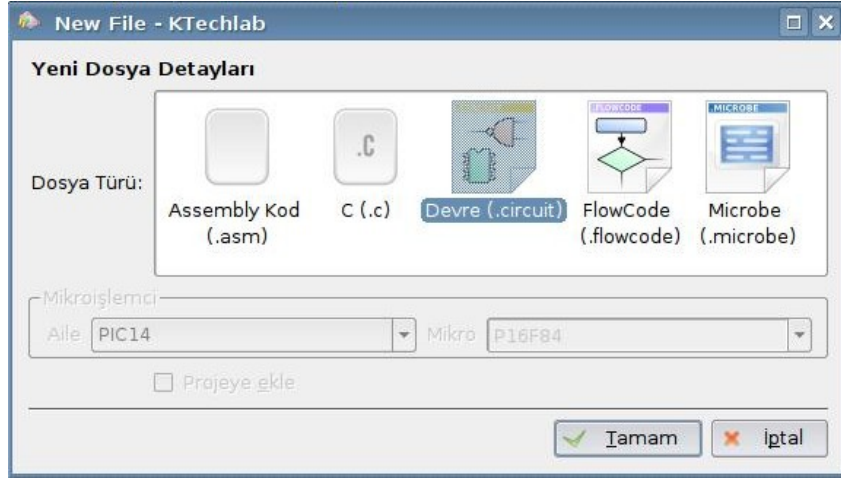 New File - KTechlab
Yeni Dosya Detayları
Dosya Türü:
.C
FLOWCODE
.MICROBE
Assembly Kod
(.asm)
C (.c)
Devre (.circuit)
FlowCode
(.flowcode)
Microbe
(.microbe)
Mikroişlemci
Aile PIC14 Mikro P16F84
Projeye ekle
Tamam İptal